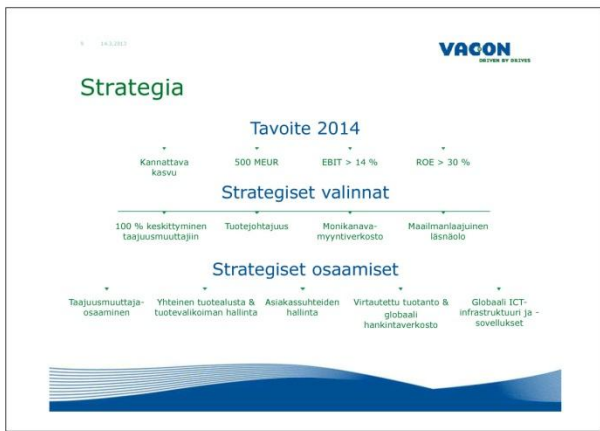 9 14.2.2013
VACON
DRIVEN BY DRIVES
Strategia
Tavoite 2014
Kannattava kasvu
500 MEUR
EBIT > 14 %
ROE > 30 %
Strategiset valinnat
100 % keskittyminen
taajuusmuuttajiin
Tuotejohtajuus
Monikanava-
myyntiverkosto
Maailmanlaajuinen
läsnäolo
Strategiset osaamiset
Taajuusmuuttaja-
osaaminen
Yhteinen tuotealusta &
tuotevalikoiman hallinta
Asiakassuhteiden
hallinta
Virtautettu tuotanto &
globaali
hankintaverkosto
Globaali ICT-
infrastruktuuri ja -
sovellukset